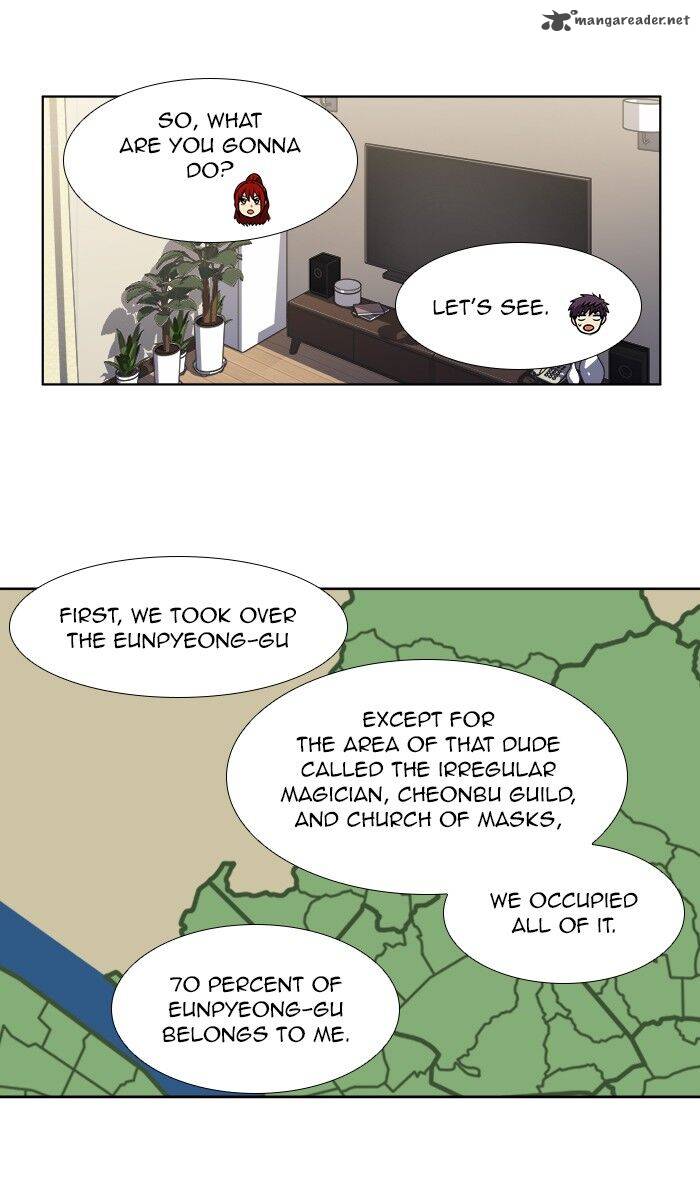 mangareader.net
SO, WHAT
ARE YOU GONNA
DO?
LET'S SEE.
FIRST, WE TOOK OVER
THE EUNPYEONG-GU
EXCEPT FOR
THE AREA OF THAT DUDE
CALLED THE IRREGULAR
MAGICIAN, CHEONBU GUILD,
AND CHURCH OF MASKS,
WE OCCUPIED
ALL OF IT.
70 PERCENT OF
EUNPYEONG-GU
BELONGS TO ME.